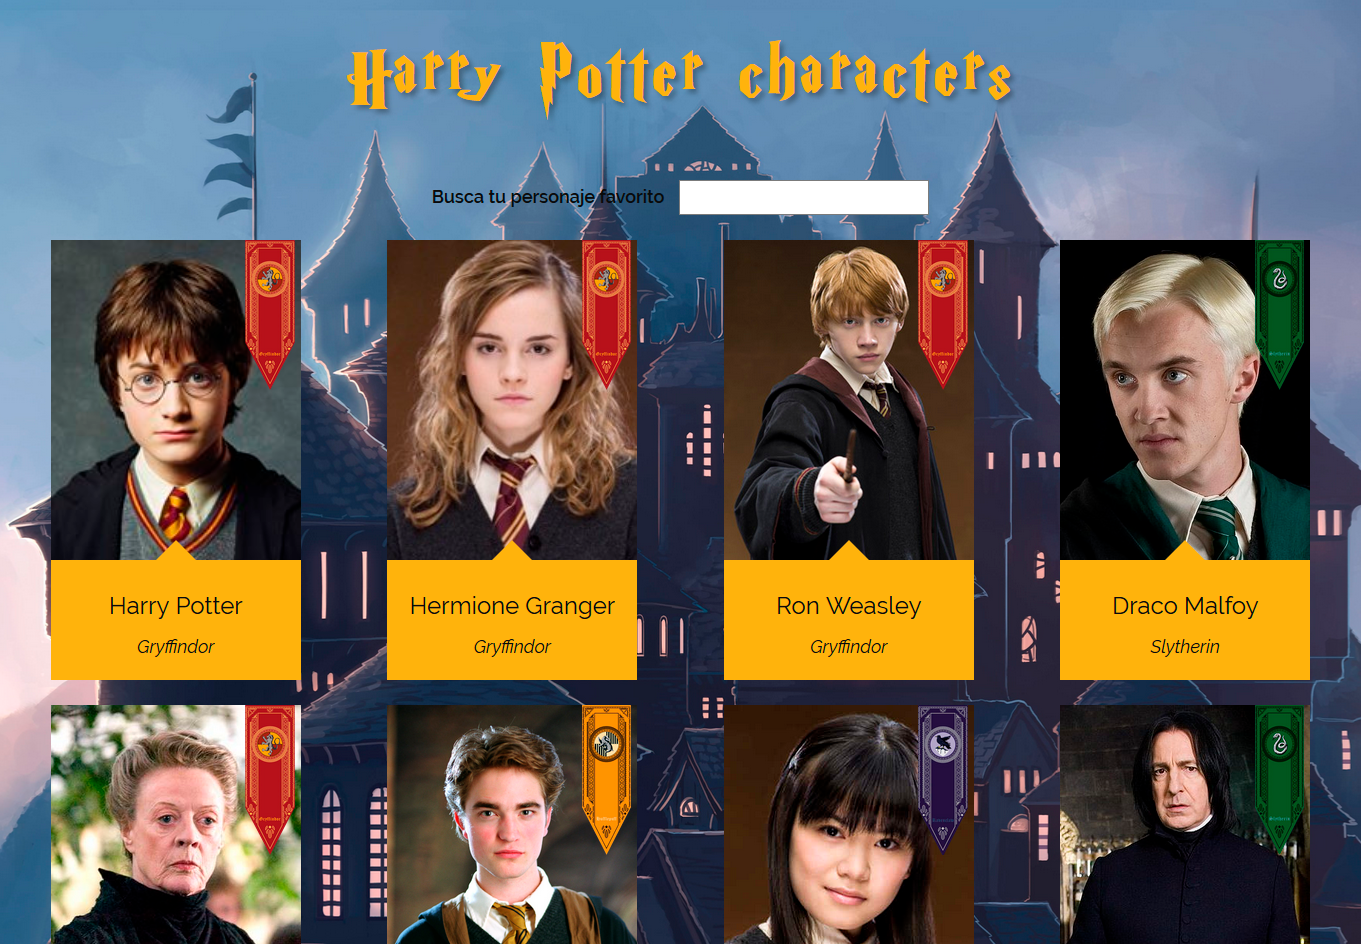 Harry Potter characters
Busca tu personaje favorito
Harry Potter
Hermione Granger
Ron Weasley
Draco Malfoy
Gryffindor
Gryffindor
Gryffindor
Slytherin